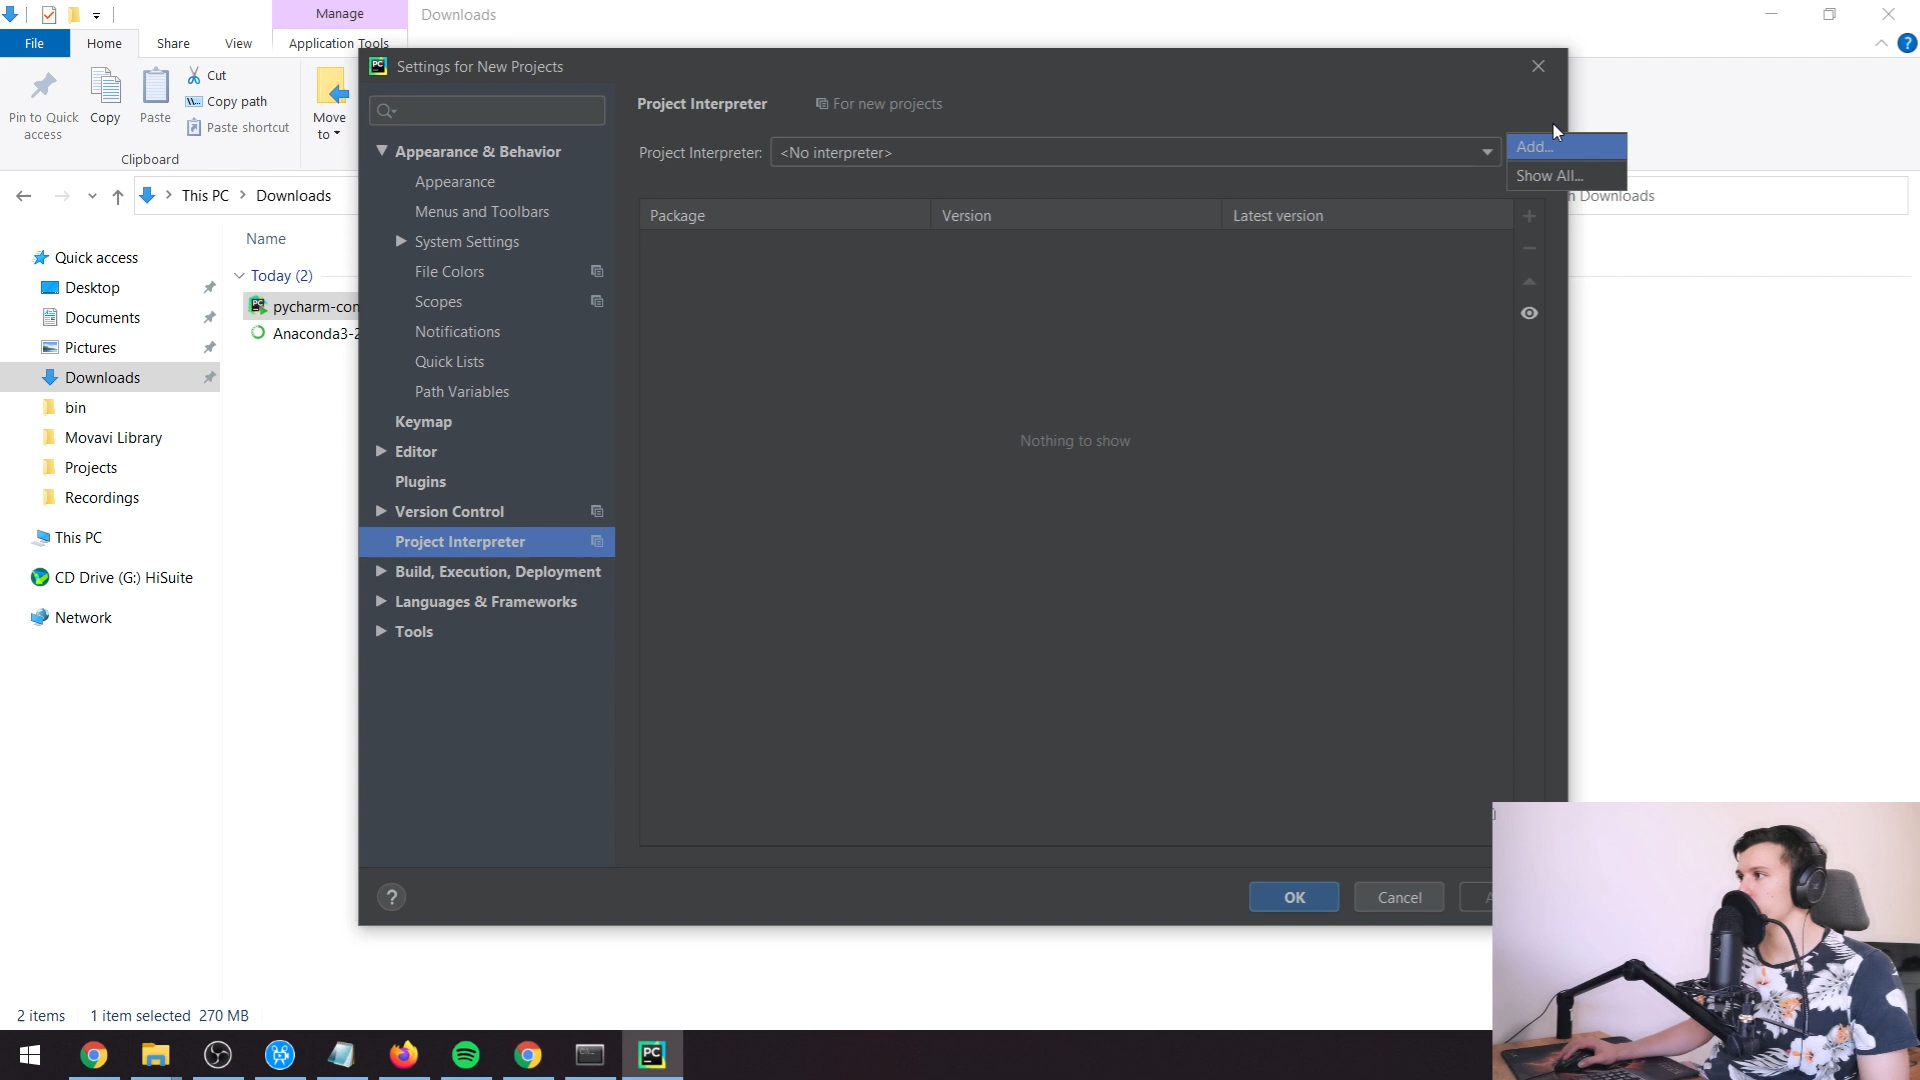 Manage
Downloads
File
Home
Share
View
Application Tools
Pin to Quick access
Copy
Paste
Cut
Copy path
Paste shortcut
Move to
Clipboard
This PC
Downloads
Downloads
Quick access
Desktop
Documents
Pictures
Downloads
bin
Movavi Library
Projects
Recordings
This PC
CD Drive (G:) HiSuite
Network
Name
Today (2)
pycharm-con
Anaconda3-2
2 items
1 item selected 270 MB
Settings for New Projects
Appearance & Behavior
Appearance
Menus and Toolbars
System Settings
File Colors
Scopes
Notifications
Quick Lists
Path Variables
Keymap
Editor
Plugins
Version Control
Project Interpreter
Build, Execution, Deployment
Languages & Frameworks
Tools
Project Interpreter
For new projects
Project Interpreter:
<No interpreter>
Add...
Show All...
Package
Version
Latest version
Nothing to show
?
OK
Cancel
PC